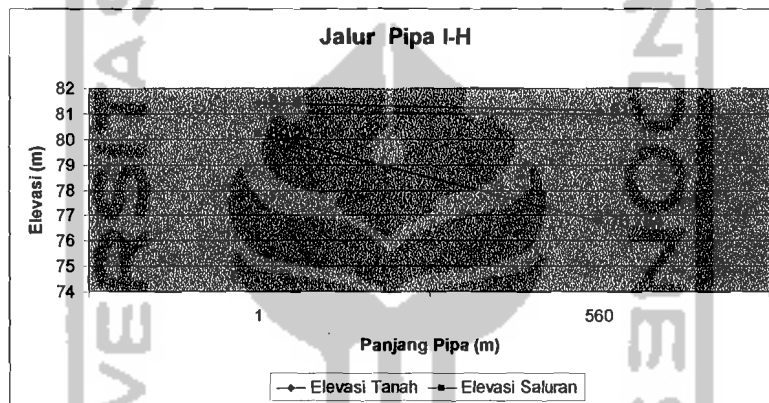 Jalur Pipa I-H
Elevasi (m)
82
81
80
79
78
77
76
75
74
1
560
Panjang Pipa (m)
Elevasi Tanah
Elevasi Saluran